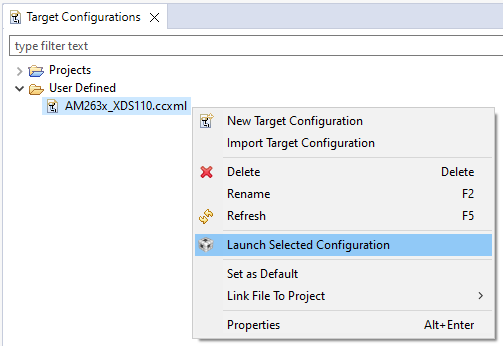 Target Configurations
type filter text
Projects
User Defined
AM263x_XDS110.ccxml
New Target Configuration
Import Target Configuration
Delete Delete
Rename F2
Refresh F5
Launch Selected Configuration
Set as Default
Link File To Project
Properties Alt+Enter